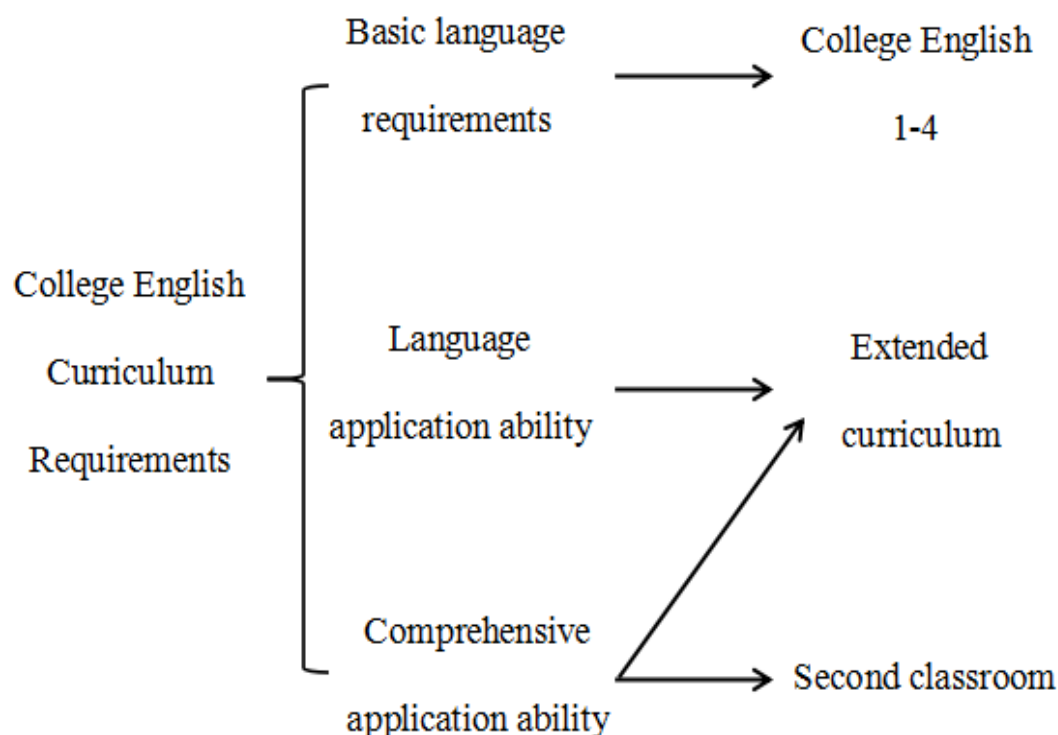 College English
Curriculum
Requirements
Basic language
requirements
College English
1-4
Language
application ability
Extended
curriculum
Comprehensive
application ability
Second classroom